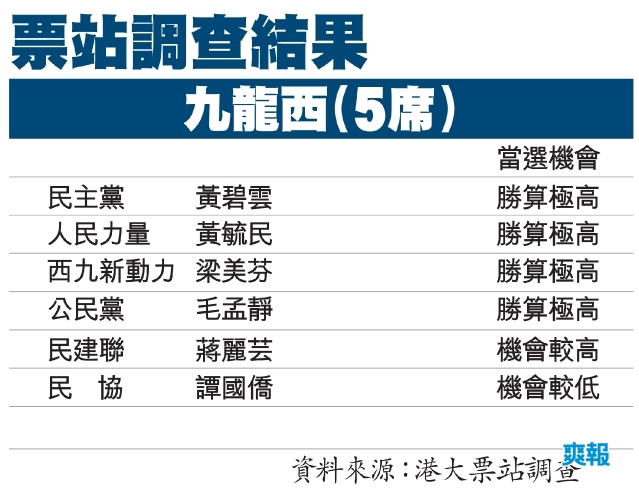 票站調查結果
九龍西(5席)
當選機會
民主黨 黃碧雲 勝算極高
人民力量 黃毓民 勝算極高
西九新動力 梁美芬 勝算極高
公民黨 毛孟靜 勝算極高
民建聯 蔣麗芸 機會較高
民 協 譚國僑 機會較低
爽報
資料來源:港大票站調查